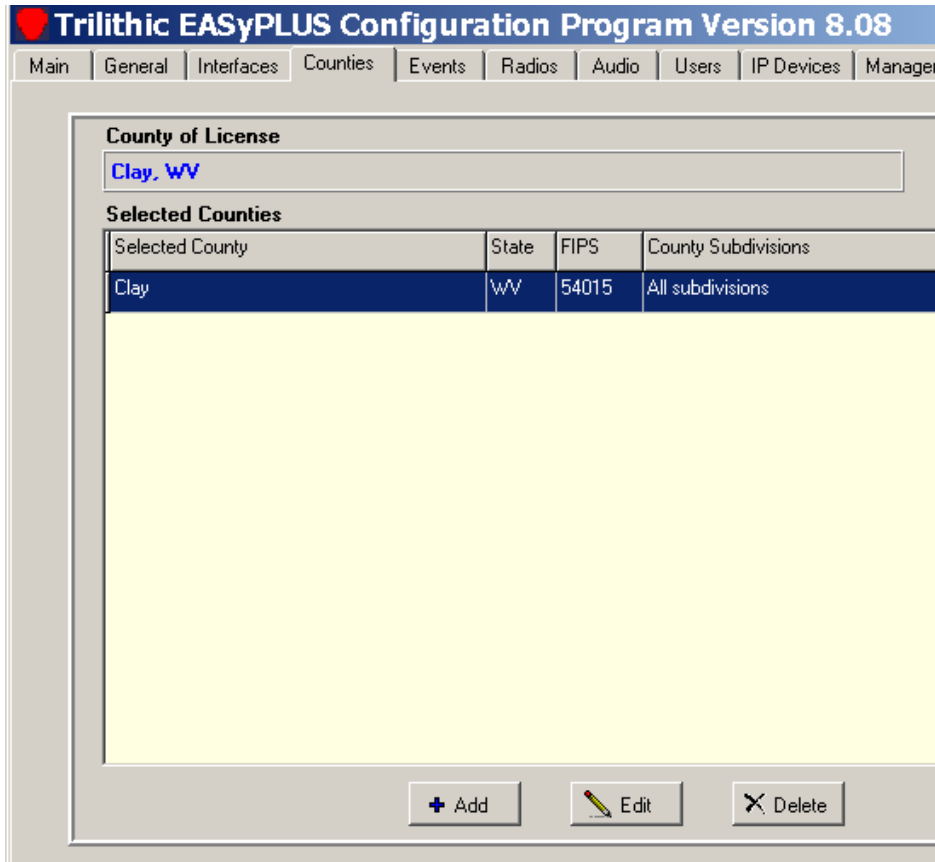 Trilithic EASyPLUS Configuration Program Version 8.08
Main General Interfaces Counties Events Radios Audio Users IP Devices Manager
County of License
Clay, WV
Selected Counties
Selected County State FIPS County Subdivisions
Clay WV 54015 All subdivisions
Add Edit Delete